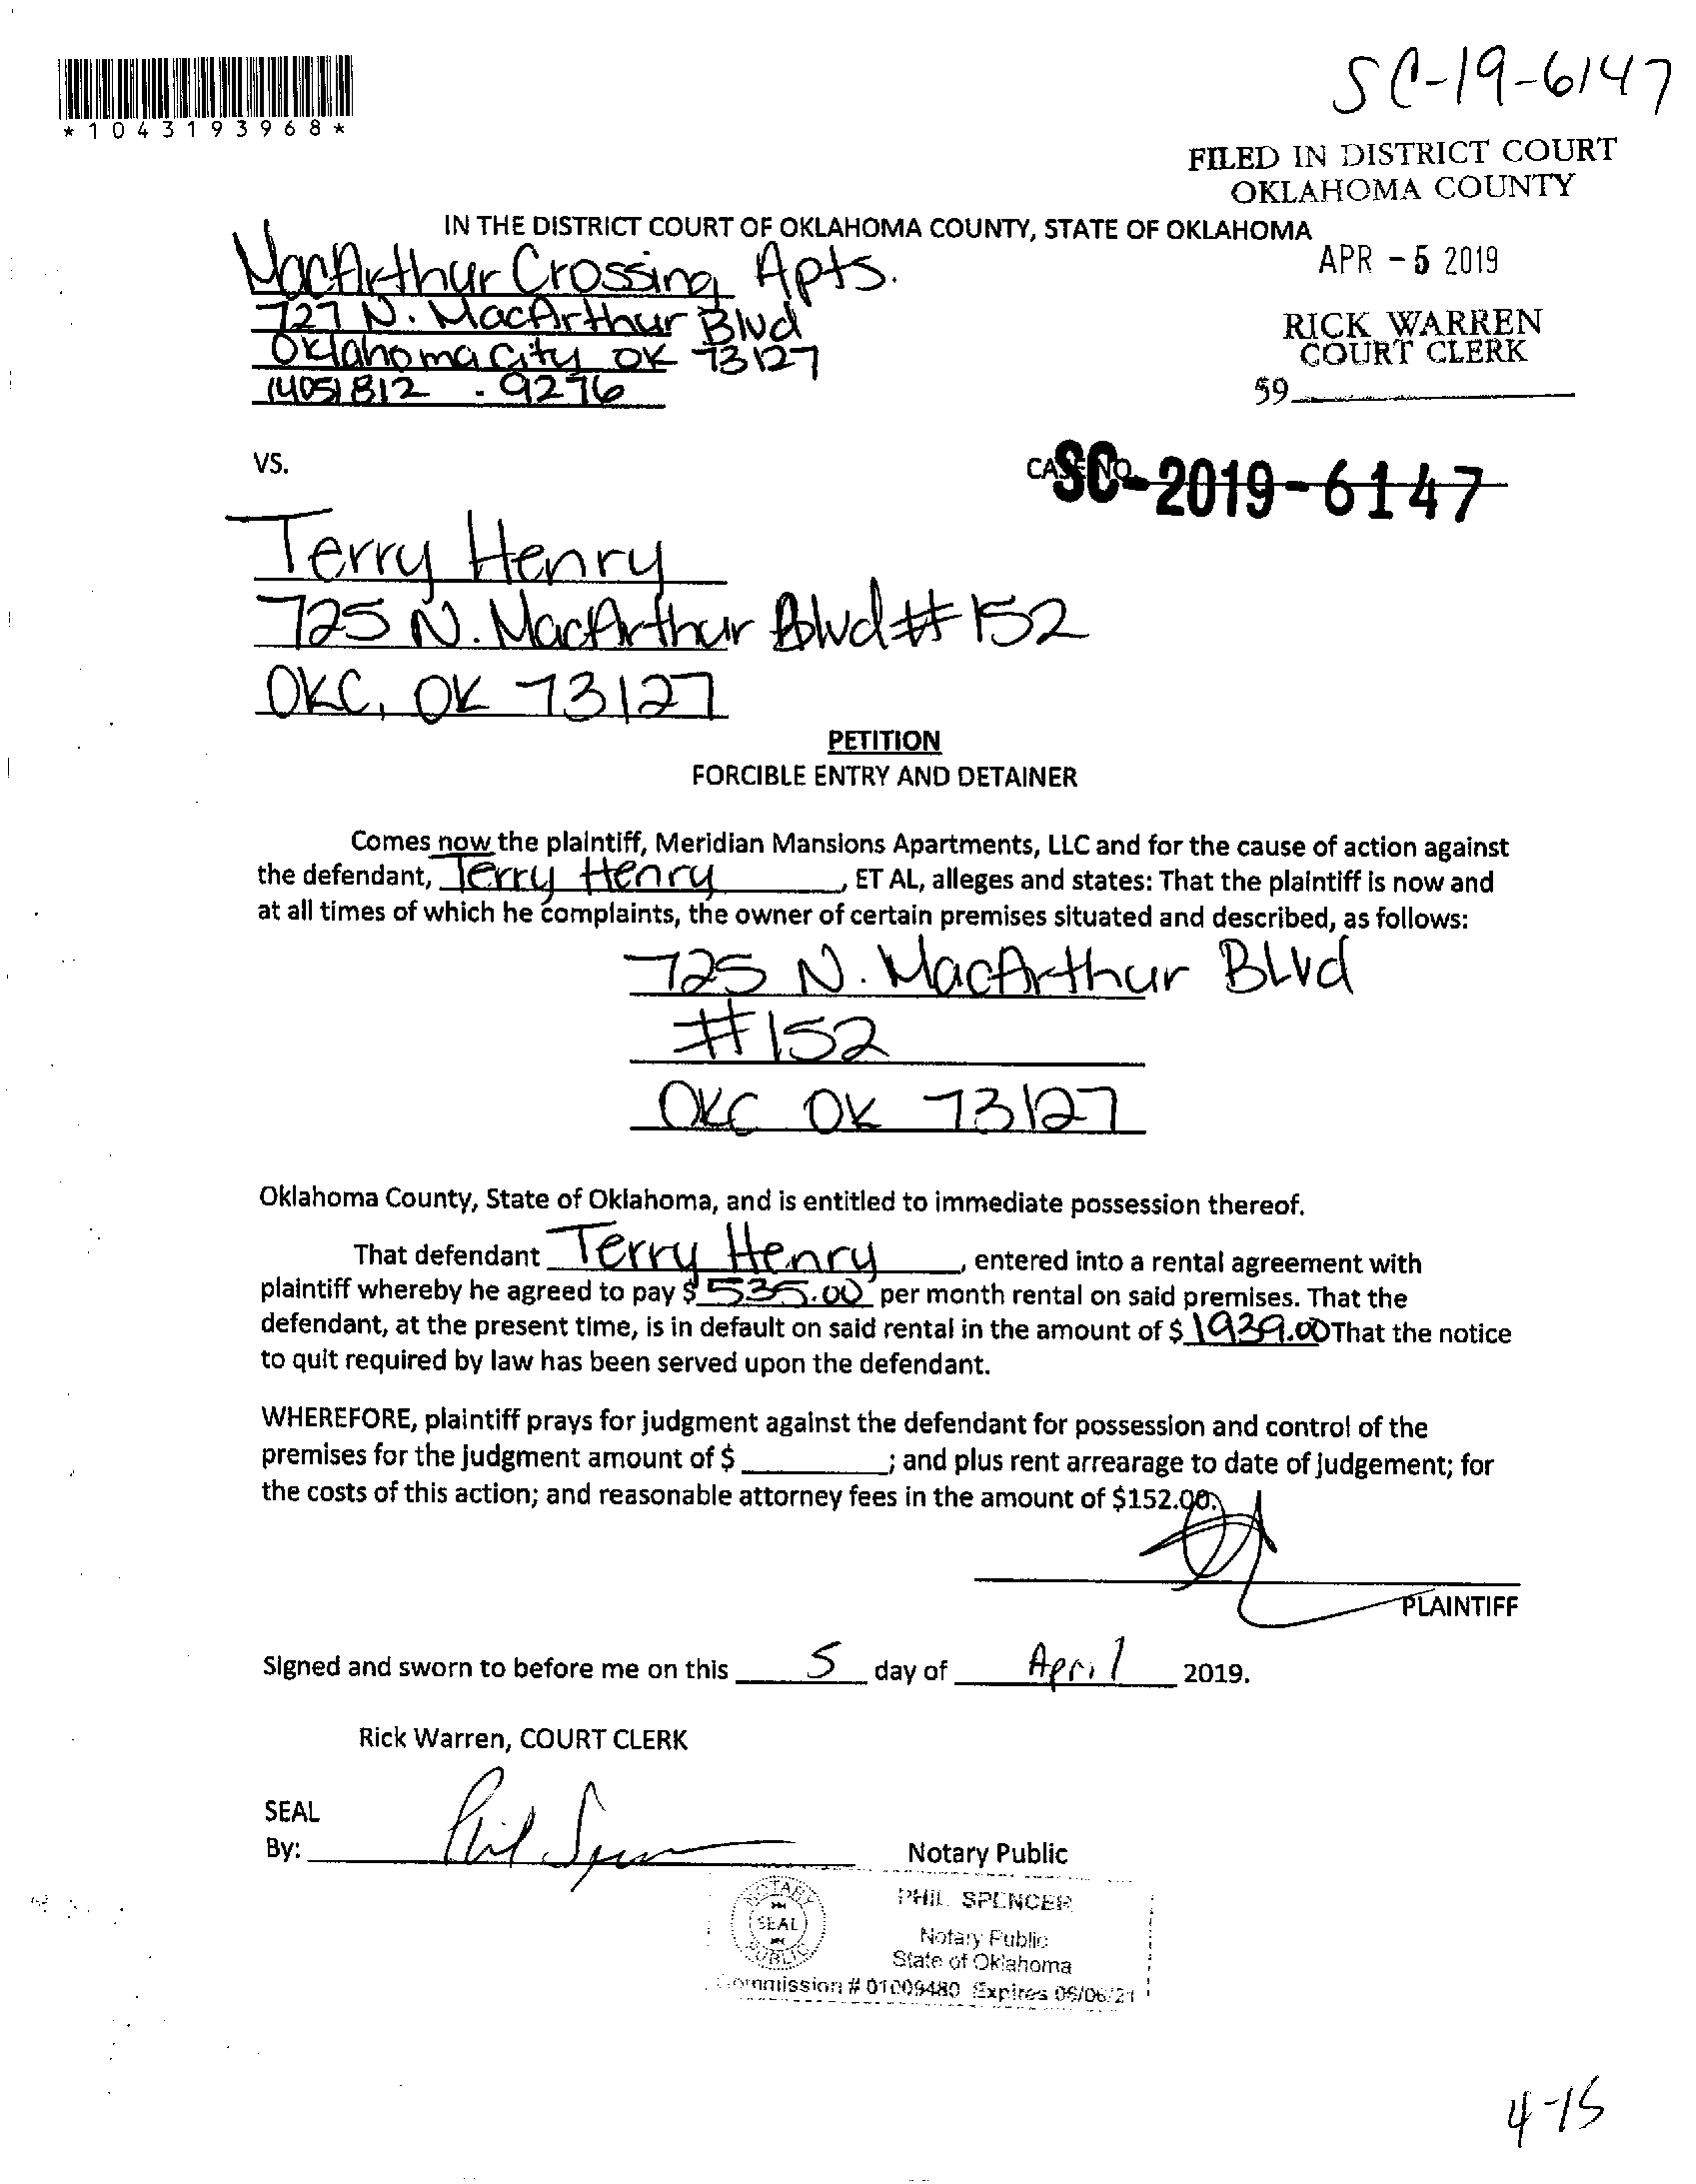 *1043193968*
SC-19-6147
FILED IN DISTRICT COURT
OKLAHOMA COUNTY
IN THE DISTRICT COURT OF OKLAHOMA COUNTY, STATE OF OKLAHOMA
APR - 5 2019
MacArthur Crossing Apts.
727 N. MacArthur Blvd
Oklahoma City OK 73127
(405) 812 - 9276
RICK WARREN
COURT CLERK
59
VS.
CASE NO. SC-2019-6147
Terry Henry
725 N. MacArthur Blvd #152
OKC, OK 73127
PETITION
FORCIBLE ENTRY AND DETAINER
Comes now the plaintiff, Meridian Mansions Apartments, LLC and for the cause of action against
the defendant, Terry Henry, ET AL, alleges and states: That the plaintiff is now and
at all times of which he complaints, the owner of certain premises situated and described, as follows:
725 N. MacArthur BLvd
#152
OKC OK 73127
Oklahoma County, State of Oklahoma, and is entitled to immediate possession thereof.
That defendant Terry Henry, entered into a rental agreement with
plaintiff whereby he agreed to pay $ 535.00 per month rental on said premises. That the
defendant, at the present time, is in default on said rental in the amount of $ 1939.00 That the notice
to quit required by law has been served upon the defendant.
WHEREFORE, plaintiff prays for judgment against the defendant for possession and control of the
premises for the judgment amount of $ ________; and plus rent arrearage to date of judgement; for
the costs of this action; and reasonable attorney fees in the amount of $152.00.
PLAINTIFF
Signed and sworn to before me on this 5 day of April 2019.
Rick Warren, COURT CLERK
SEAL
By: Phil Spencer Notary Public
NOTARY SEAL PUBLIC
PHIL SPENCER
Notary Public
State of Oklahoma
Commission # 01009480 Expires 06/06/21
4-15